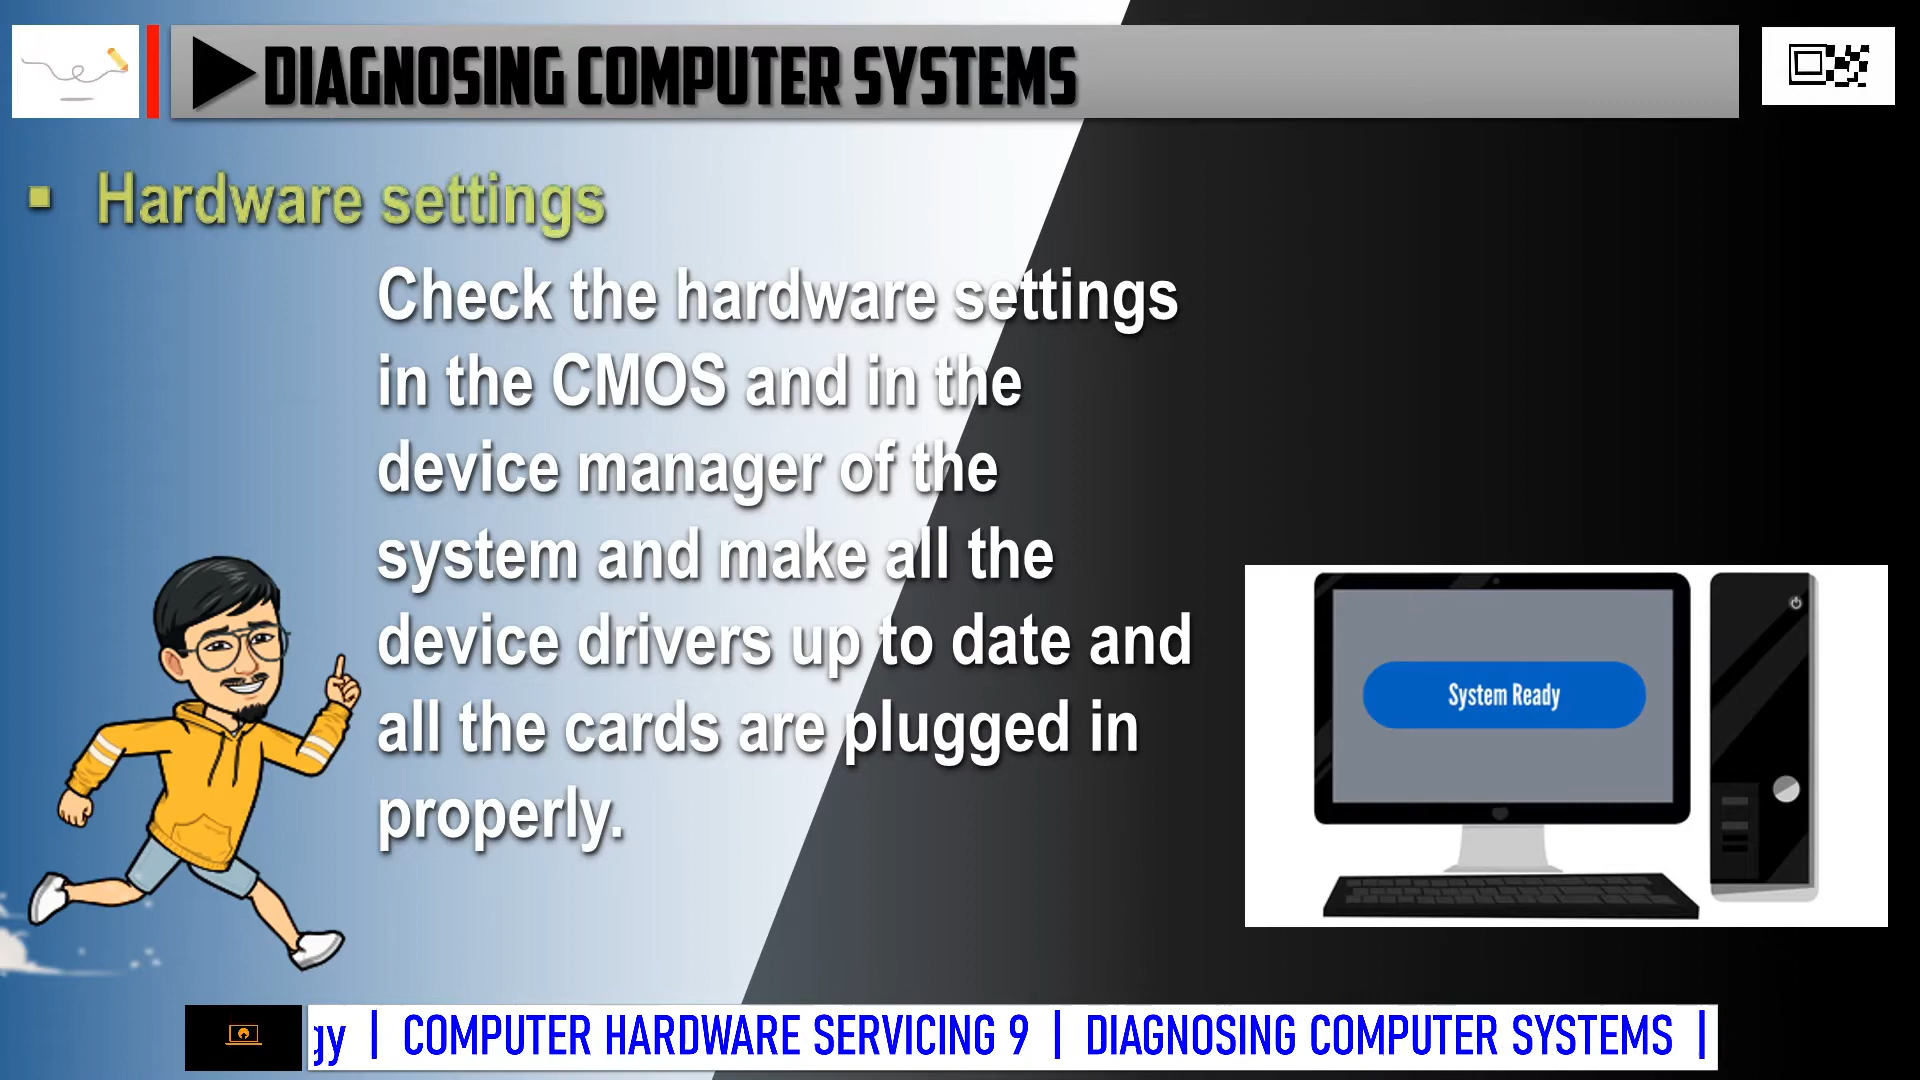 DIAGNOSING COMPUTER SYSTEMS
Hardware settings
Check the hardware settings
in the CMOS and in the
device manager of the
system and make all the
device drivers up to date and
all the cards are plugged in
properly.
System Ready
gy | COMPUTER HARDWARE SERVICING 9 | DIAGNOSING COMPUTER SYSTEMS |